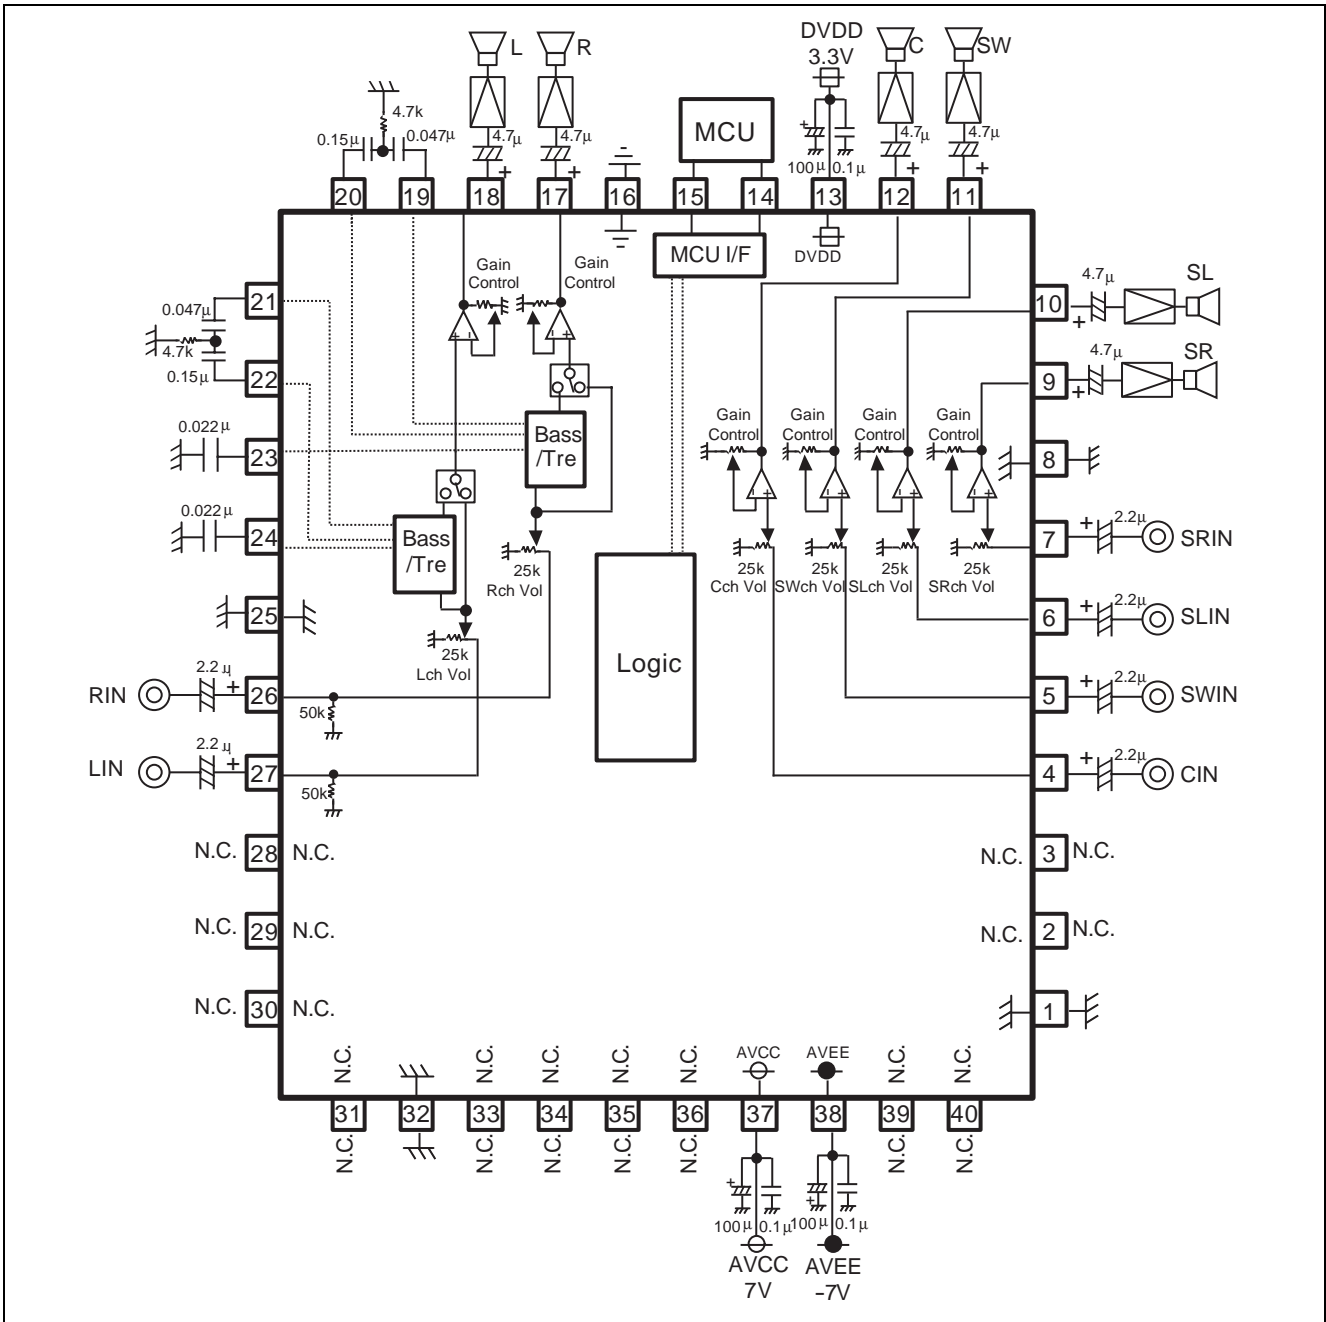 L R DVDD C SW
3.3V
4.7k
0.15μ 0.047μ 4.7μ 4.7μ MCU + 4.7μ 4.7μ
100μ 0.1μ
+ + + +
20 19 18 17 16 15 14 13 12 11
MCU I/F DVDD
Gain Control Gain Control
21 0.047μ
4.7k
22 0.15μ
10 + 4.7μ SL
9 + 4.7μ SR
Gain Control Gain Control Gain Control Gain Control
23 0.022μ
Bass /Tre
8
24 0.022μ
Bass /Tre
7 + 2.2μ SRIN
25k Rch Vol
25k Cch Vol
25k SWch Vol
25k SLch Vol
25k SRch Vol
25
6 + 2.2μ SLIN
25k Lch Vol
Logic
RIN 2.2μ + 26
50k
5 + 2.2μ SWIN
LIN 2.2μ + 27
50k
4 + 2.2μ CIN
N.C. 28 N.C.
N.C. 3 N.C.
N.C. 29 N.C.
N.C. 2 N.C.
N.C. 30 N.C.
1
N.C. N.C. N.C. N.C. N.C. AVCC AVEE N.C. N.C.
31 32 33 34 35 36 37 38 39 40
N.C. N.C. N.C. N.C. N.C. N.C. N.C.
+ +
100μ 0.1μ 100μ 0.1μ
AVCC AVEE
7V -7V